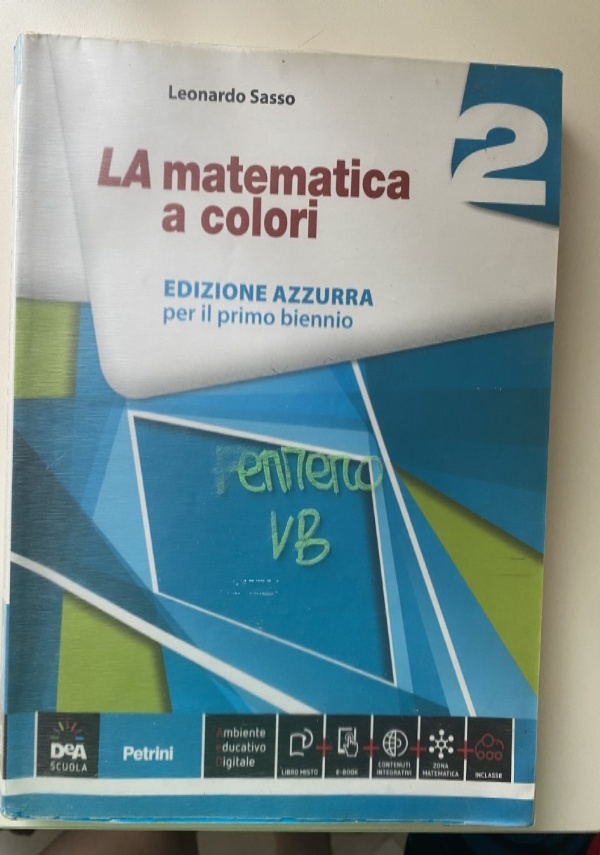 Leonardo Sasso
2
LA matematica
a colori
EDIZIONE AZZURRA
per il primo biennio
VB
DeA
SCUOLA
Petrini
Ambiente
educativo
Digitale
LIBRO MISTO
+
E-BOOK
+
CONTENUTI
INTEGRATIVI
+
ZONA
MATEMATICA
+
INCLASSE